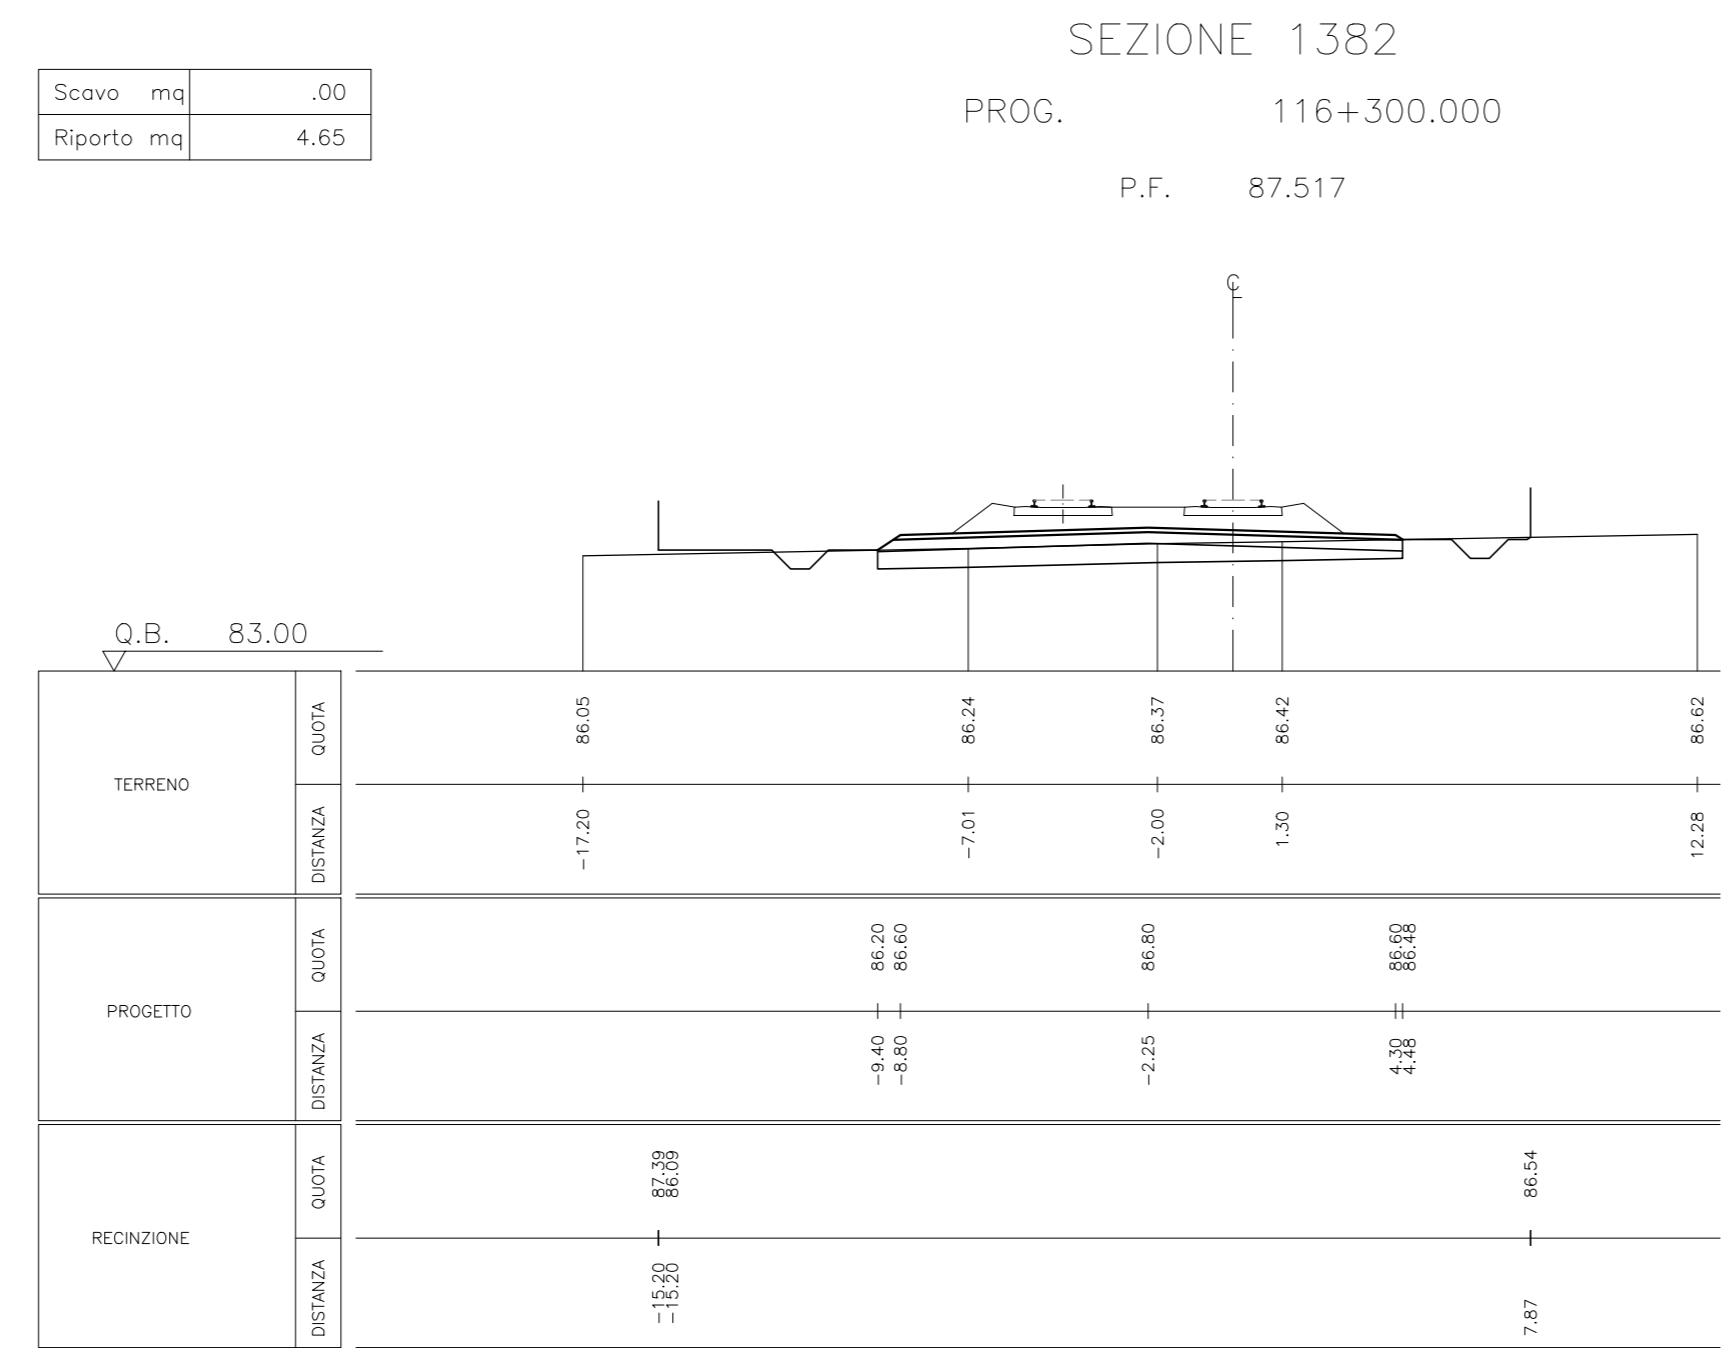 SEZIONE 1382
Scavo mq .00
Riporto mq 4.65
PROG. 116+300.000
P.F. 87.517
℄
Q.B. 83.00
TERRENO
QUOTA
86.05 86.24 86.37 86.42 86.62
DISTANZA
-17.20 -7.01 -2.00 1.30 12.28
PROGETTO
QUOTA
86.20 86.60 86.80 86.60 86.48
DISTANZA
-9.40 -8.80 -2.25 4.30 4.48
RECINZIONE
QUOTA
87.39 86.09 86.54
DISTANZA
-15.20 -15.20 7.87